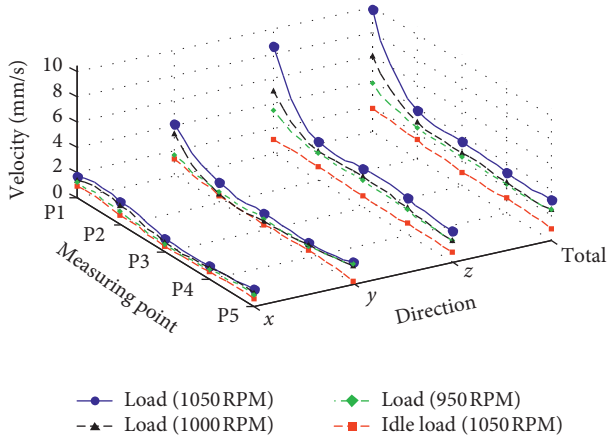 10
8
6
4
2
0
Velocity (mm/s)
P1
P2
P3
P4
P5
Measuring point
x
y
z
Total
Direction
Load (1050 RPM)
Load (1000 RPM)
Load (950 RPM)
Idle load (1050 RPM)